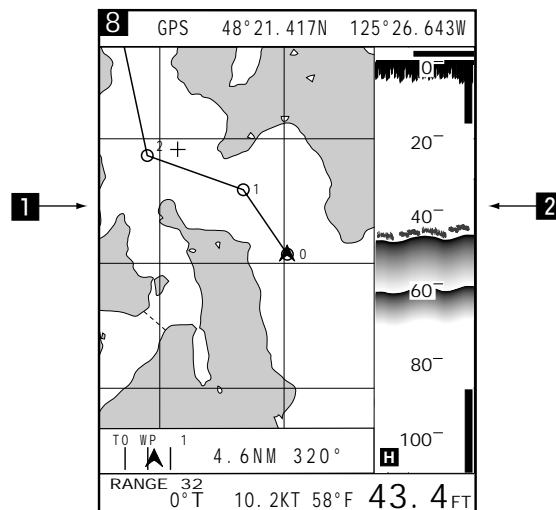 8 GPS 48°21.417N 125°26.643W
0
20
2
1
1
2
40
0
60
80
TO WP 1
4.6NM 320°
H
100
RANGE 32
0°T 10.2KT 58°F 43.4FT